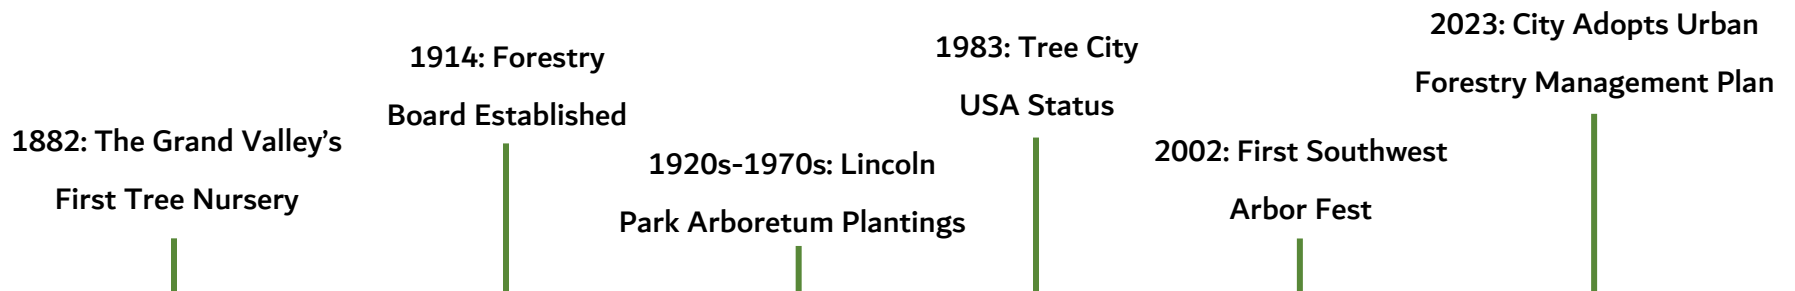 1882: The Grand Valley’s
First Tree Nursery
1914: Forestry
Board Established
1920s-1970s: Lincoln
Park Arboretum Plantings
1983: Tree City
USA Status
2002: First Southwest
Arbor Fest
2023: City Adopts Urban
Forestry Management Plan